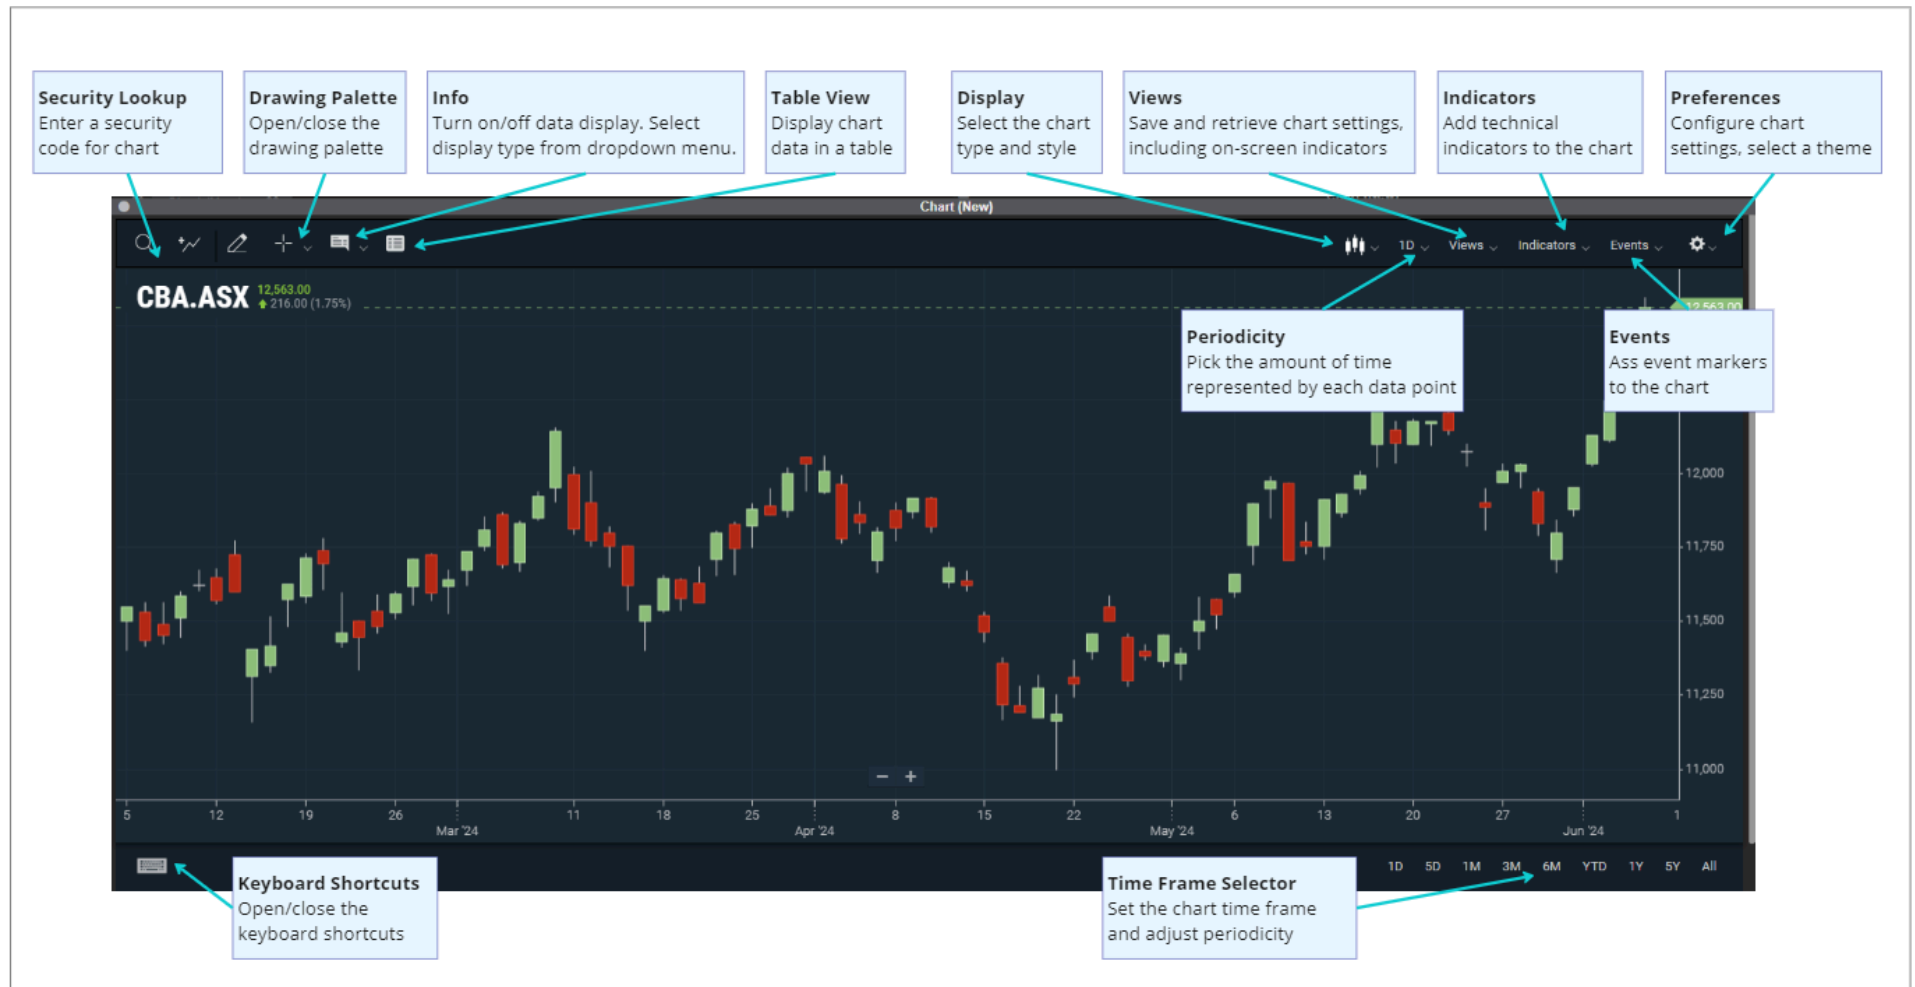 Security Lookup
Enter a security
code for chart
Drawing Palette
Open/close the
drawing palette
Info
Turn on/off data display. Select
display type from dropdown menu.
Table View
Display chart
data in a table
Display
Select the chart
type and style
Views
Save and retrieve chart settings,
including on-screen indicators
Indicators
Add technical
indicators to the chart
Preferences
Configure chart
settings, select a theme
Chart (New)
1D
Views
Indicators
Events
CBA.ASX
12,563.00
216.00 (1.75%)
12,563.00
Periodicity
Pick the amount of time
represented by each data point
Events
Ass event markers
to the chart
12,000
11,750
11,500
11,250
11,000
5 12 19 26 11 18 25 8 15 22 6 13 20 27 1
Mar '24 Apr '24 May '24 Jun '24
1D 5D 1M 3M 6M YTD 1Y 5Y All
Keyboard Shortcuts
Open/close the
keyboard shortcuts
Time Frame Selector
Set the chart time frame
and adjust periodicity